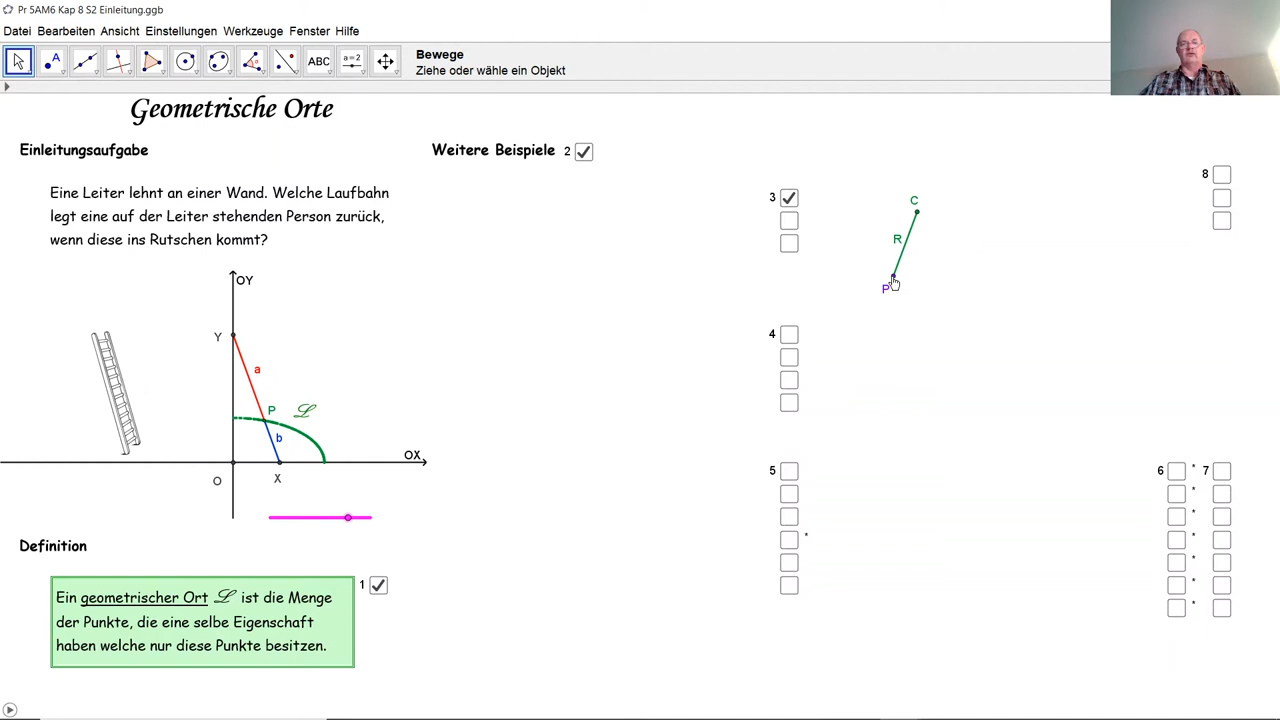 Pr 5AM6 Kap 8 S2 Einleitung.ggb
Datei Bearbeiten Ansicht Einstellungen Werkzeuge Fenster Hilfe
A
ABC
a=2
Bewege
Ziehe oder wähle ein Objekt
Geometrische Orte
Einleitungsaufgabe
Weitere Beispiele 2
Eine Leiter lehnt an einer Wand. Welche Laufbahn
legt eine auf der Leiter stehenden Person zurück,
wenn diese ins Rutschen kommt?
OY
Y
a
P
ℒ
b
OX
O
X
3
C
R
P
4
5
*
6 * 7
*
*
*
*
*
*
8
Definition
1
Ein geometrischer Ort ℒ ist die Menge
der Punkte, die eine selbe Eigenschaft
haben welche nur diese Punkte besitzen.